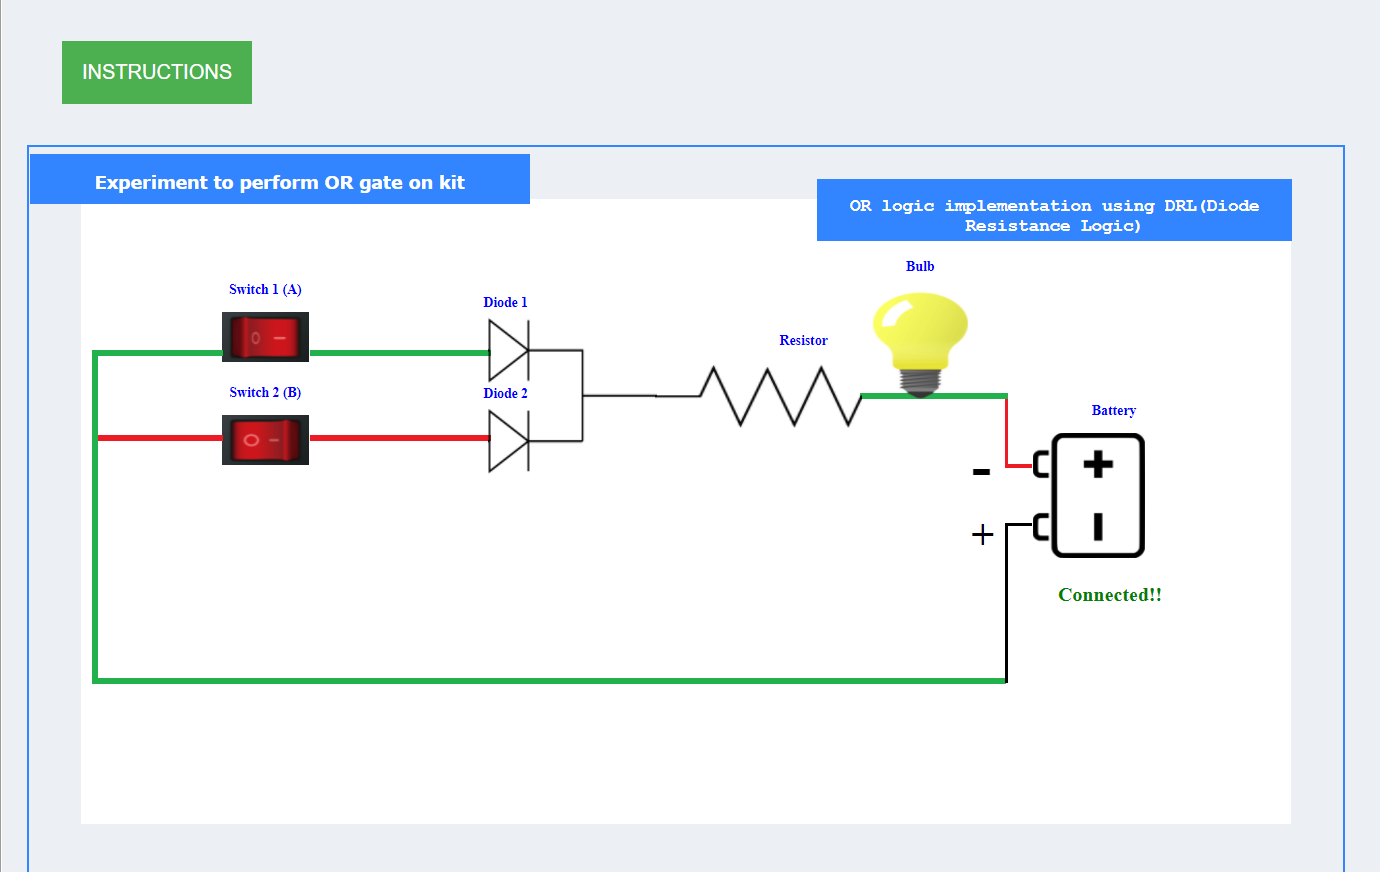 INSTRUCTIONS
Experiment to perform OR gate on kit
OR logic implementation using DRL(Diode
Resistance Logic)
Bulb
Switch 1 (A)
Diode 1
Resistor
Switch 2 (B)
Diode 2
Battery
-
+
+
-
Connected!!